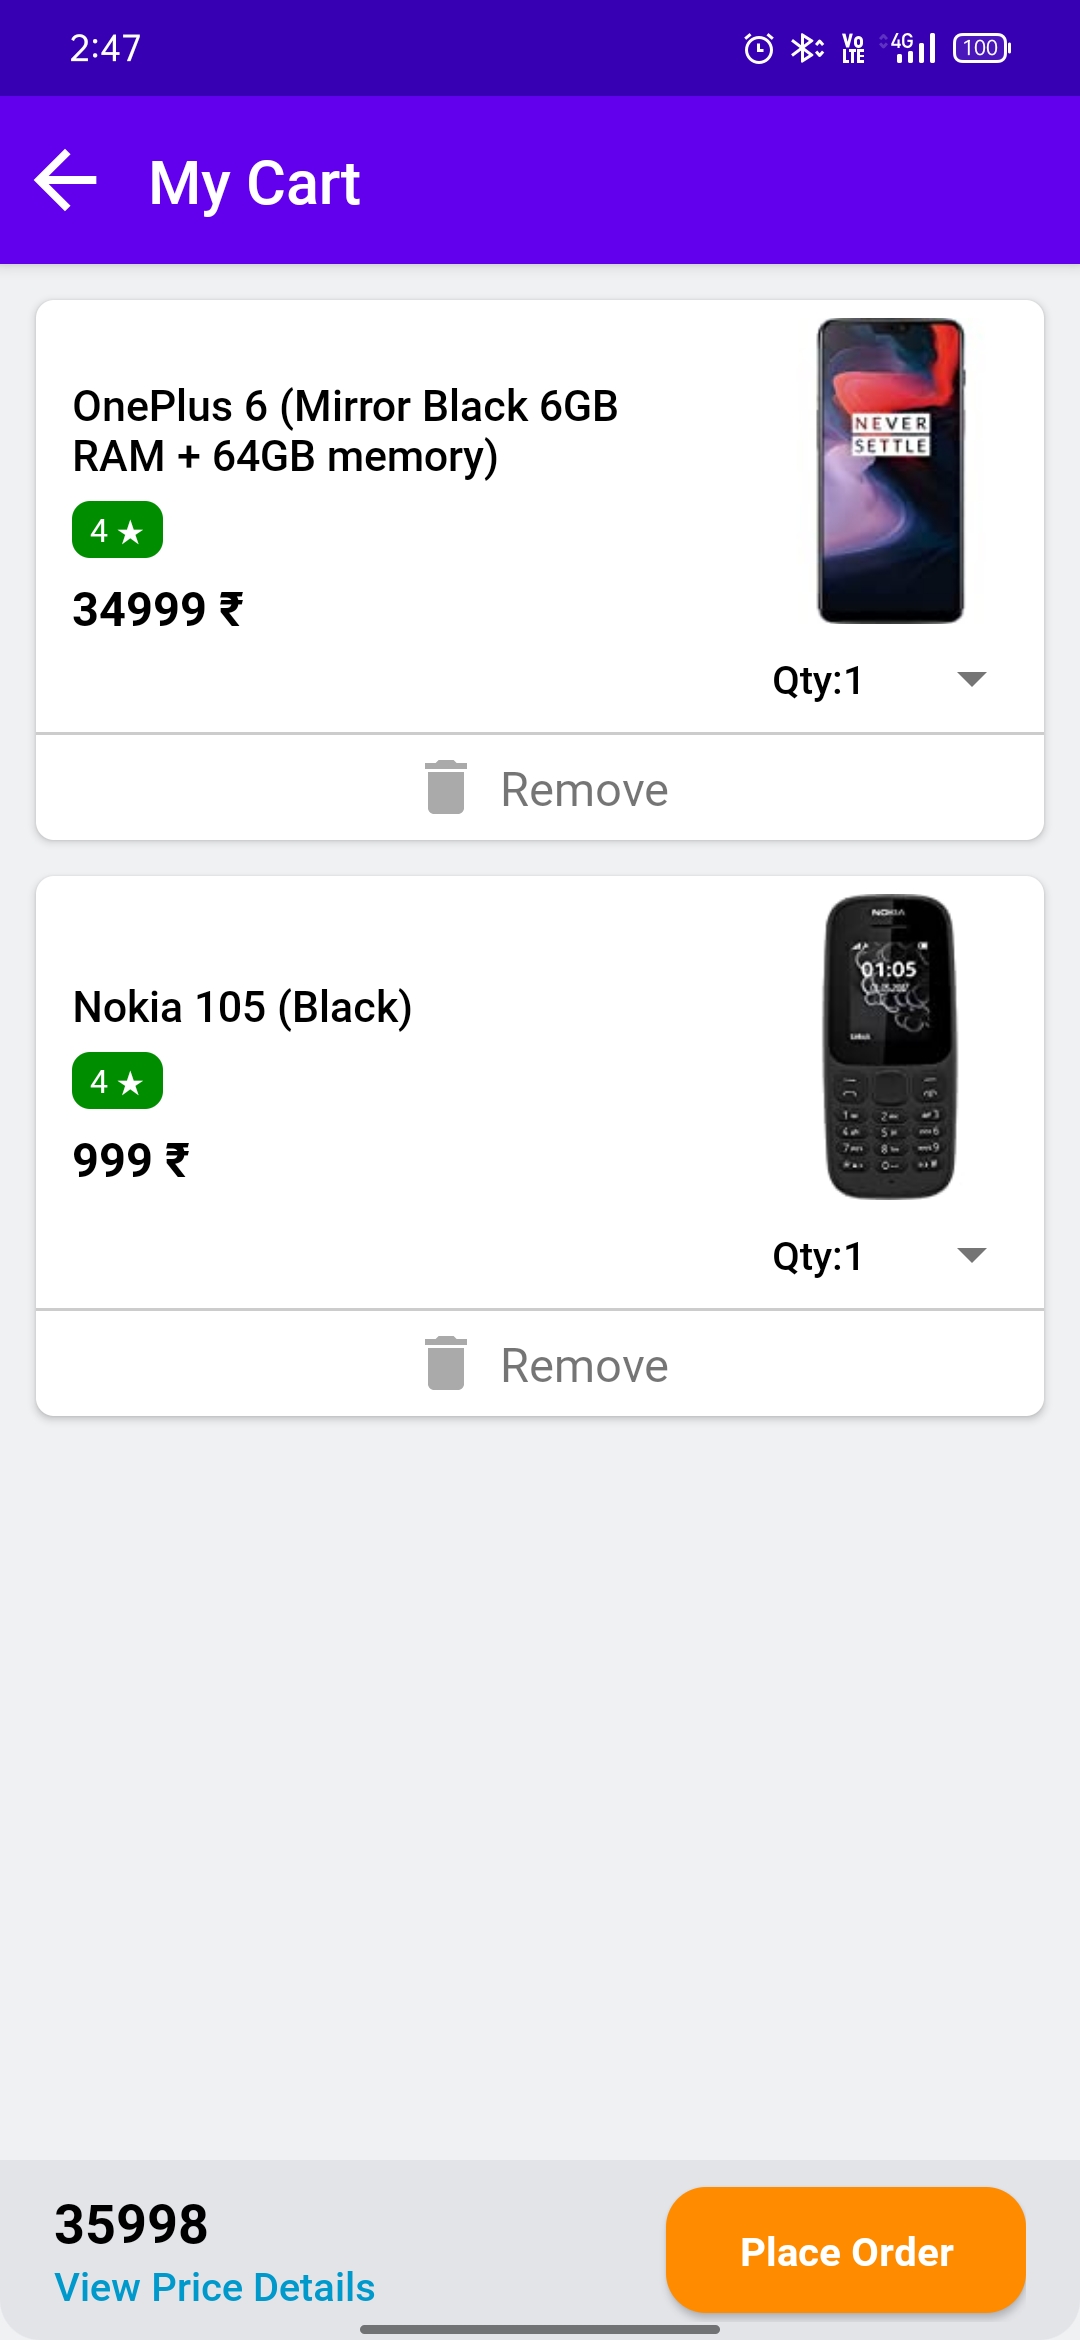 2:47
Vo
LTE
4G
100
My Cart
OnePlus 6 (Mirror Black 6GB
RAM + 64GB memory)
4 ★
34999 ₹
NEVER
SETTLE
Qty:1
Remove
Nokia 105 (Black)
4 ★
999 ₹
NOKIA
01:05
Qty:1
Remove
35998
View Price Details
Place Order